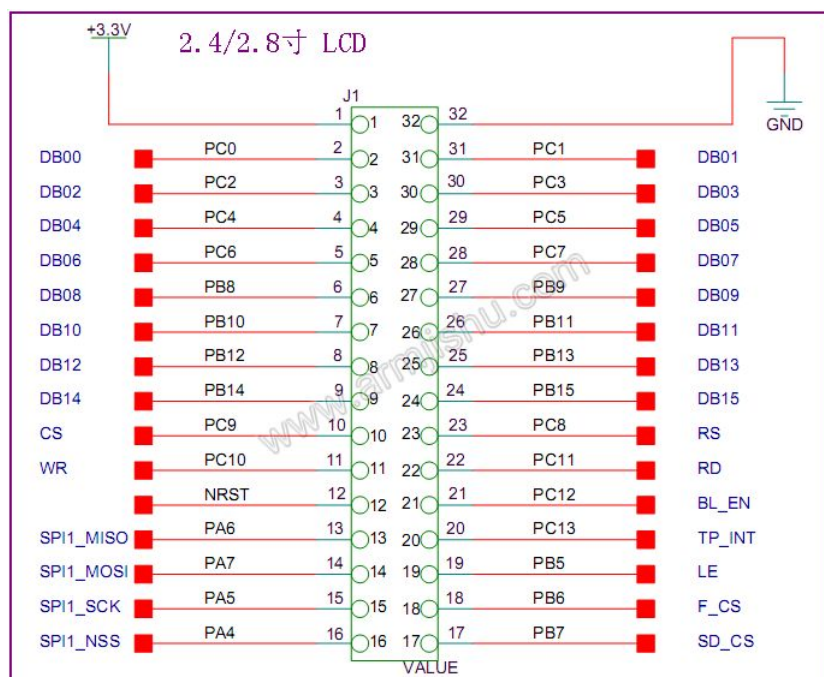 +3.3V
2.4/2.8寸 LCD
J1
1 1 32 32
GND
DB00 PC0 2 2 31 31 PC1 DB01
DB02 PC2 3 3 30 30 PC3 DB03
DB04 PC4 4 4 29 29 PC5 DB05
DB06 PC6 5 5 28 28 PC7 DB07
DB08 PB8 6 6 27 27 PB9 DB09
DB10 PB10 7 7 26 26 PB11 DB11
DB12 PB12 8 8 25 25 PB13 DB13
DB14 PB14 9 9 24 24 PB15 DB15
CS PC9 10 10 23 23 PC8 RS
WR PC10 11 11 22 22 PC11 RD
NRST 12 12 21 21 PC12 BL_EN
SPI1_MISO PA6 13 13 20 20 PC13 TP_INT
SPI1_MOSI PA7 14 14 19 19 PB5 LE
SPI1_SCK PA5 15 15 18 18 PB6 F_CS
SPI1_NSS PA4 16 16 17 17 PB7 SD_CS
VALUE
www.armjishu.com